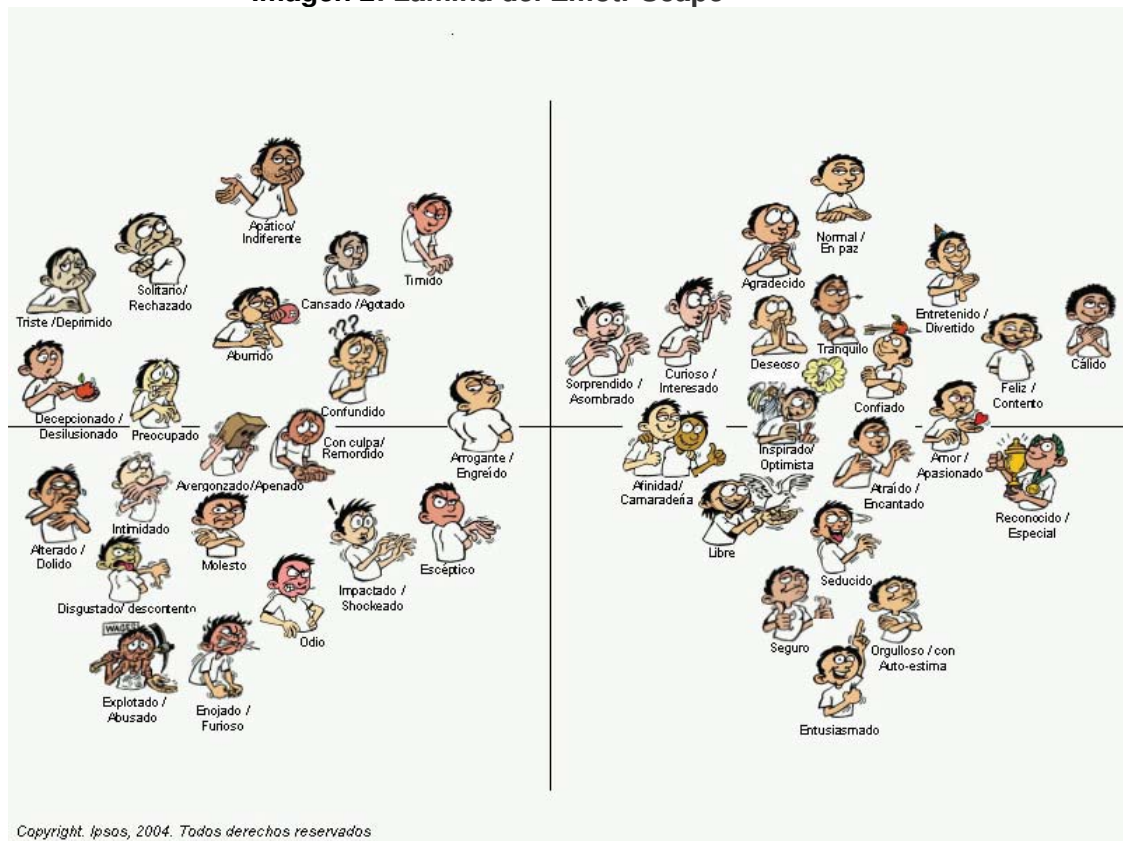 Imagen 2. Lámina del Emoti-Scape
Apático/
Indiferente
Tímido
Solitario/
Rechazado
Cansado /Agotado
Triste /Deprimido
Aburrido
???
Confundido
Decepcionado /
Desilusionado
Preocupado
Con culpa/
Remordido
Arrogante /
Engreído
Avergonzado/Apenado
Intimidado
Alterado /
Dolido
Molesto
!
Impactado /
Shockeado
Escéptico
Disgustado/ descontento
Odio
WAGES
Explotado /
Abusado
Enojado /
Furioso
Normal /
En paz
Agradecido
Entretenido /
Divertido
!!
Sorprendido /
Asombrado
Curioso /
Interesado
Deseoso
Tranquilo
Confiado
Feliz /
Contento
Cálido
Afinidad/
Camaradeía
Inspirado/
Optimista
Atraído /
Encantado
Amor /
Apasionado
Reconocido /
Especial
Libre
Seducido
Seguro
Orgulloso / con
Auto-estima
Entusiasmado
Copyright. Ipsos, 2004. Todos derechos reservados